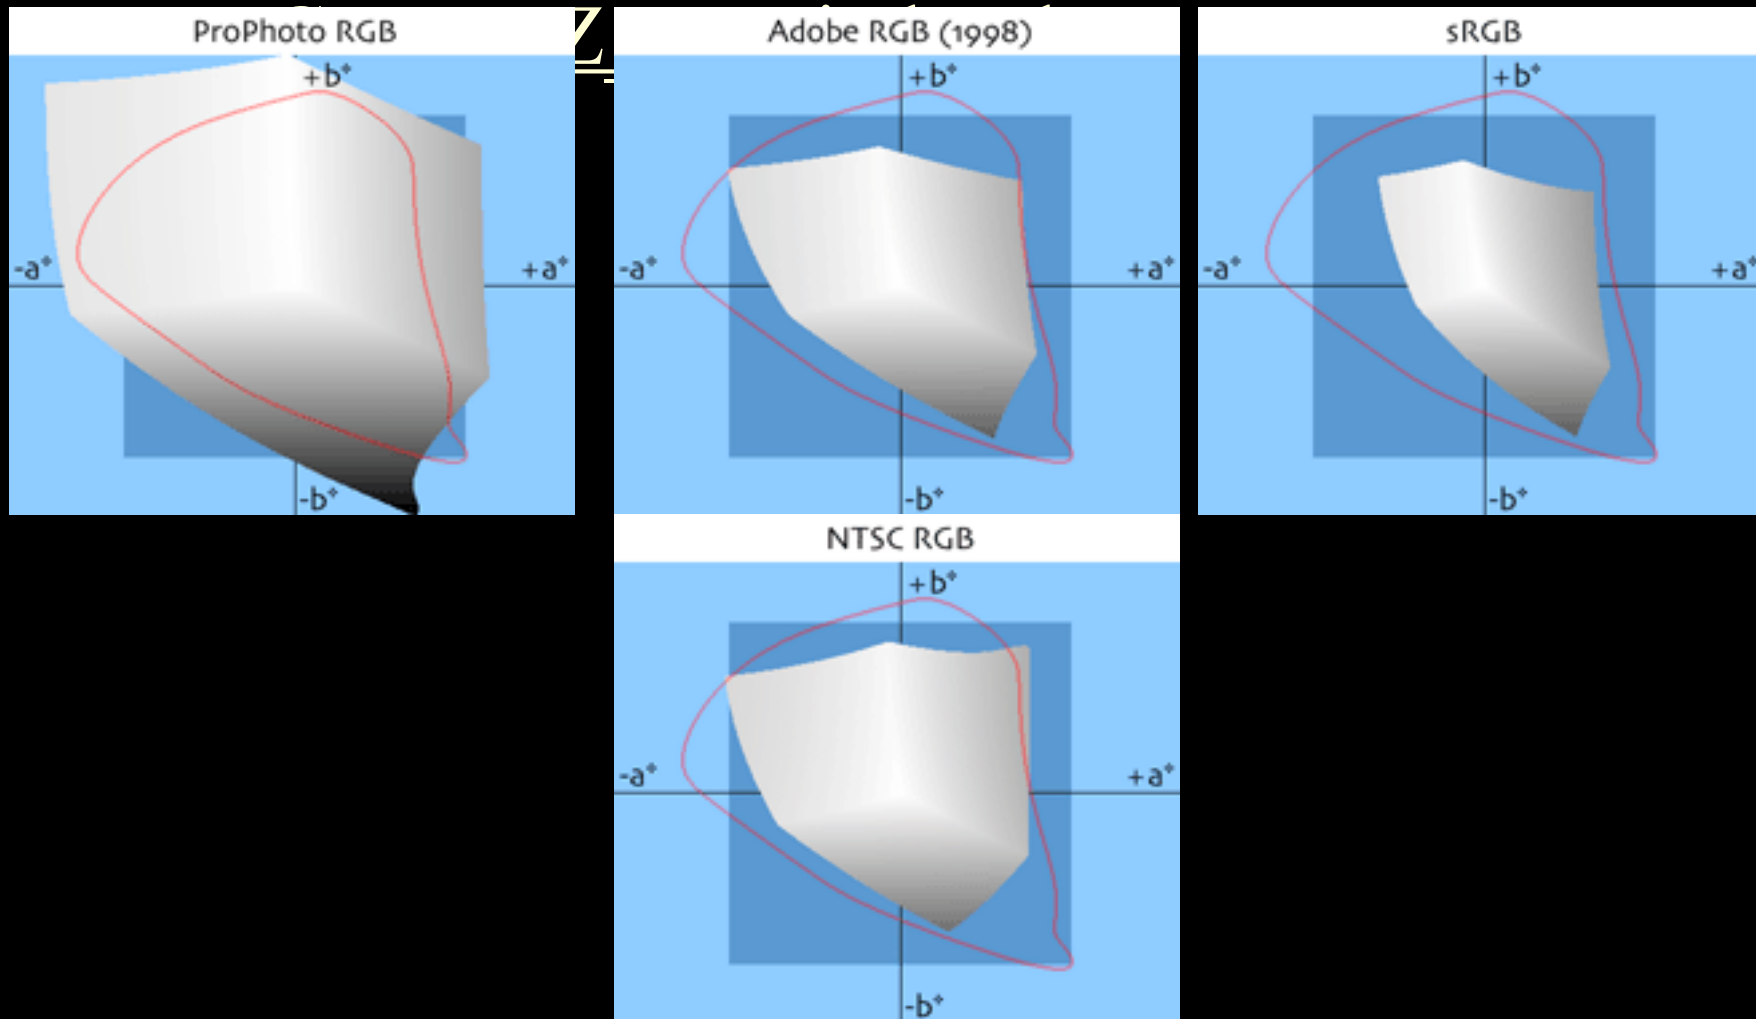 ProPhoto RGB
+b*
-a*
+a*
-b*
Adobe RGB (1998)
+b*
-a*
+a*
-b*
sRGB
+b*
-a*
+a*
-b*
NTSC RGB
+b*
-a*
+a*
-b*